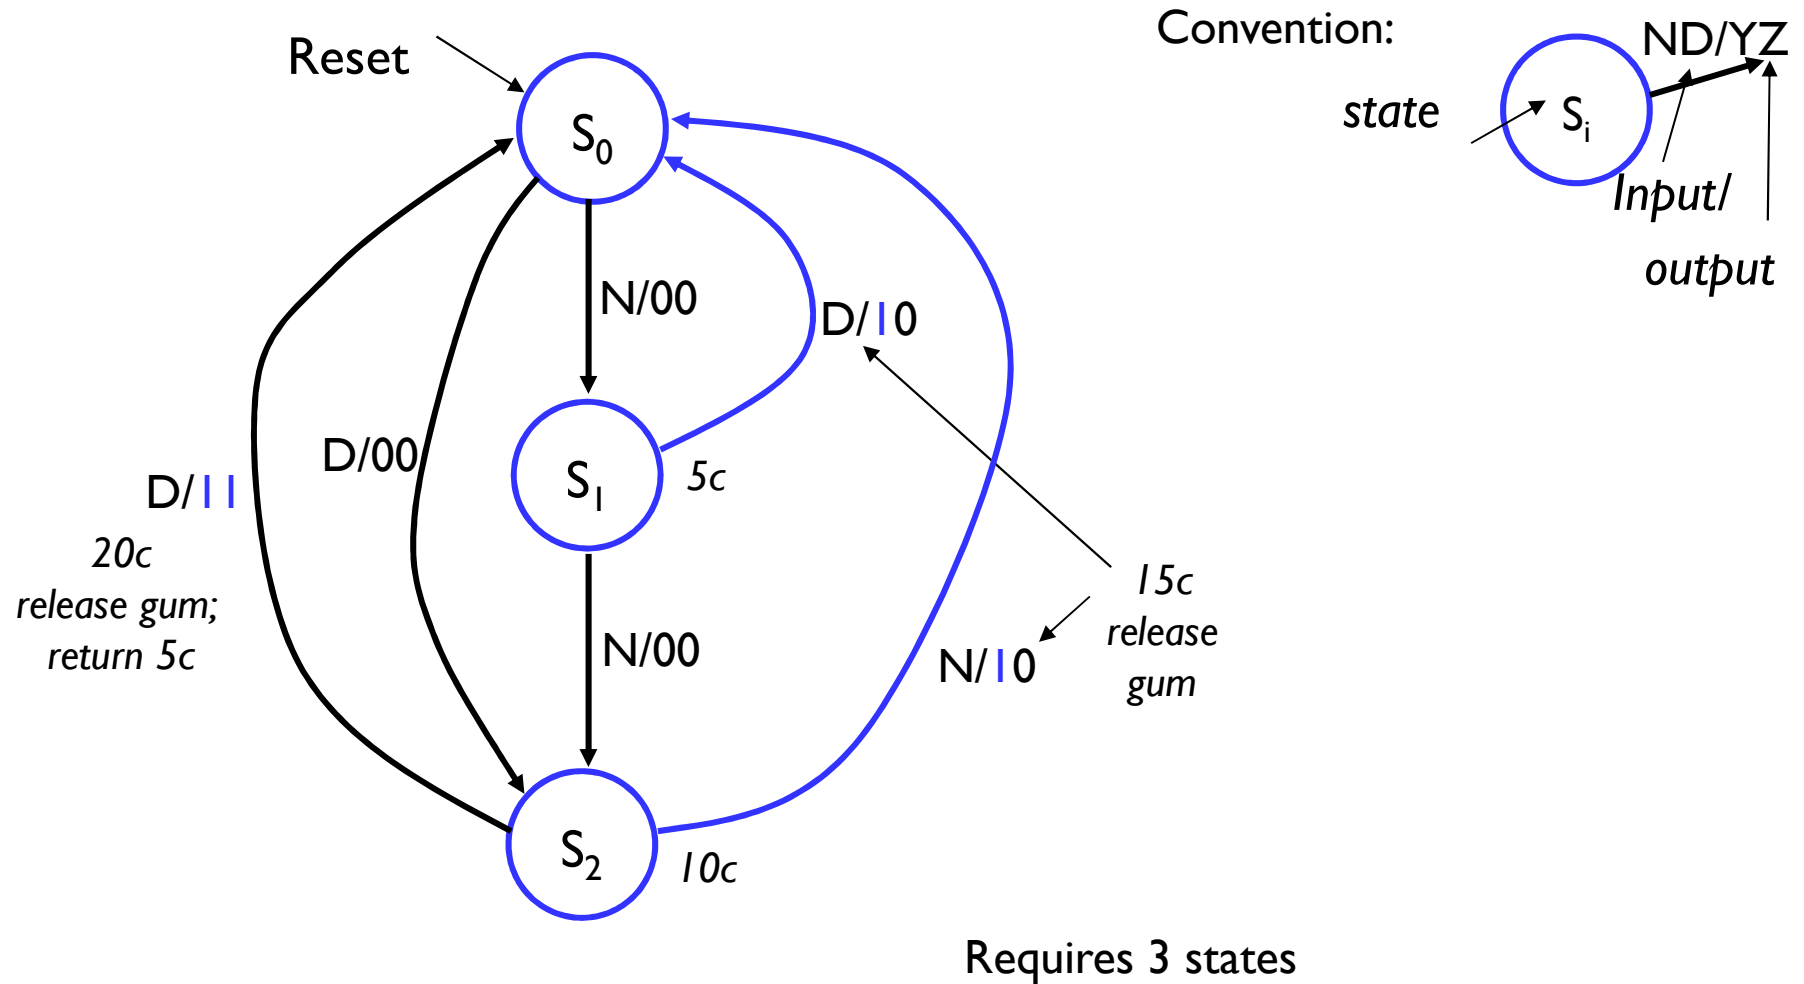 Reset
Convention:
ND/YZ
state
Si
Input/
output
S0
N/00
D/10
D/00
D/11
20c
release gum;
return 5c
S1
5c
15c
release
gum
N/00
N/10
S2
10c
Requires 3 states